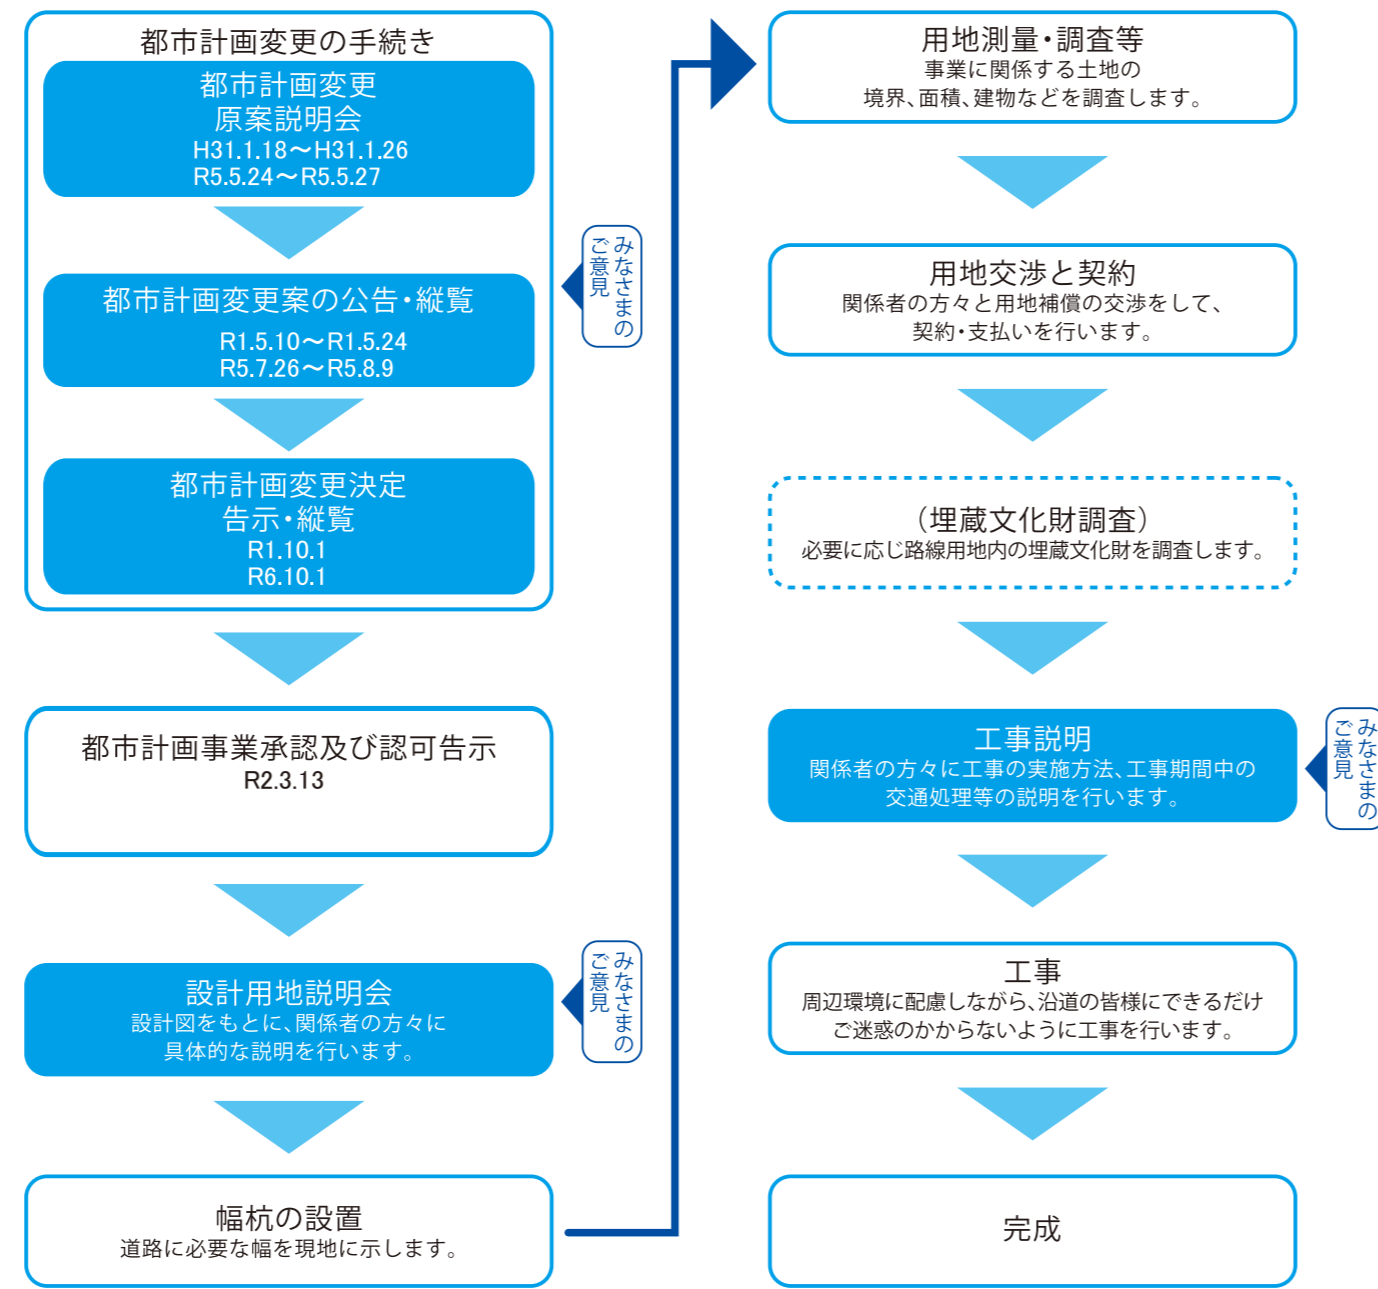 都市計画変更の手続き
都市計画変更
原案説明会
H31.1.18～H31.1.26
R5.5.24～R5.5.27
都市計画変更案の公告・縦覧
R1.5.10～R1.5.24
R5.7.26～R5.8.9
みなさまの
ご意見
都市計画変更決定
告示・縦覧
R1.10.1
R6.10.1
都市計画事業承認及び認可告示
R2.3.13
設計用地説明会
設計図をもとに、関係者の方々に
具体的な説明を行います。
みなさまの
ご意見
幅杭の設置
道路に必要な幅を現地に示します。
用地測量・調査等
事業に関係する土地の
境界、面積、建物などを調査します。
用地交渉と契約
関係者の方々と用地補償の交渉をして、
契約・支払いを行います。
（埋蔵文化財調査）
必要に応じ路線用地内の埋蔵文化財を調査します。
工事説明
関係者の方々に工事の実施方法、工事期間中の
交通処理等の説明を行います。
みなさまの
ご意見
工事
周辺環境に配慮しながら、沿道の皆様にできるだけ
ご迷惑のかからないように工事を行います。
完成